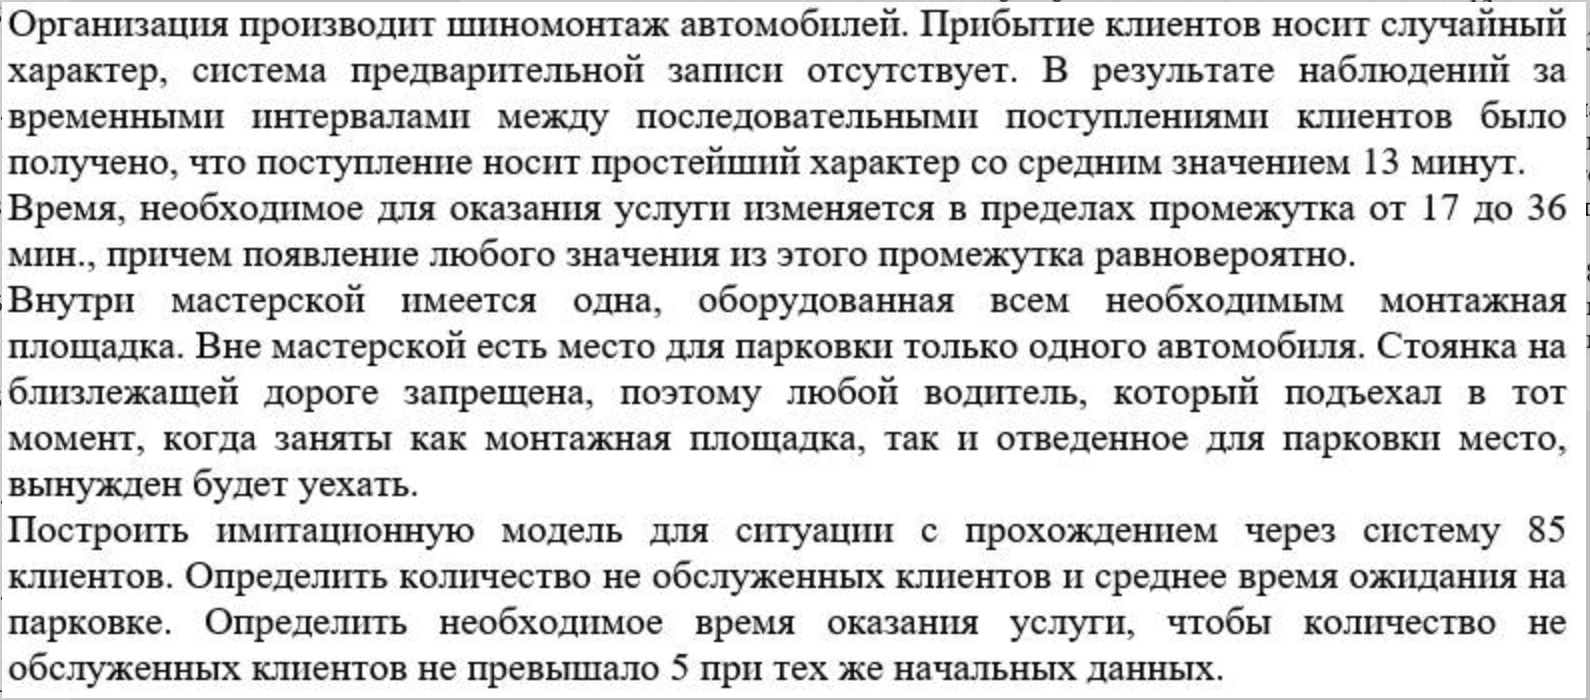 Организация производит шиномонтаж автомобилей. Прибытие клиентов носит случайный
характер, система предварительной записи отсутствует. В результате наблюдений за
временными интервалами между последовательными поступлениями клиентов было
получено, что поступление носит простейший характер со средним значением 13 минут.
Время, необходимое для оказания услуги изменяется в пределах промежутка от 17 до 36
мин., причем появление любого значения из этого промежутка равновероятно.
Внутри мастерской имеется одна, оборудованная всем необходимым монтажная
площадка. Вне мастерской есть место для парковки только одного автомобиля. Стоянка на
близлежащей дороге запрещена, поэтому любой водитель, который подъехал в тот
момент, когда заняты как монтажная площадка, так и отведенное для парковки место,
вынужден будет уехать.
Построить имитационную модель для ситуации с прохождением через систему 85
клиентов. Определить количество не обслуженных клиентов и среднее время ожидания на
парковке. Определить необходимое время оказания услуги, чтобы количество не
обслуженных клиентов не превышало 5 при тех же начальных данных.